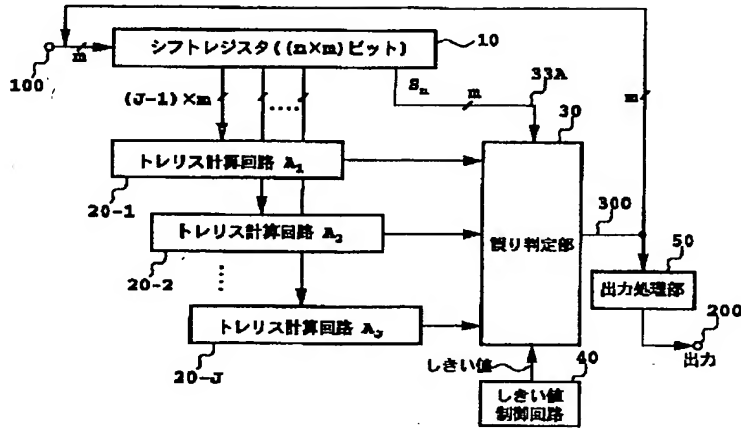 シフトレジスタ((n×m)ビット)
10
100
m
(J-1)×m
....
Sn
m
33A
30
m
トレリス計算回路 A1
20-1
トレリス計算回路 A2
20-2
トレリス計算回路 AJ
20-J
誤り判定部
300
50
出力処理部
200
出力
しきい値
40
しきい値
制御回路